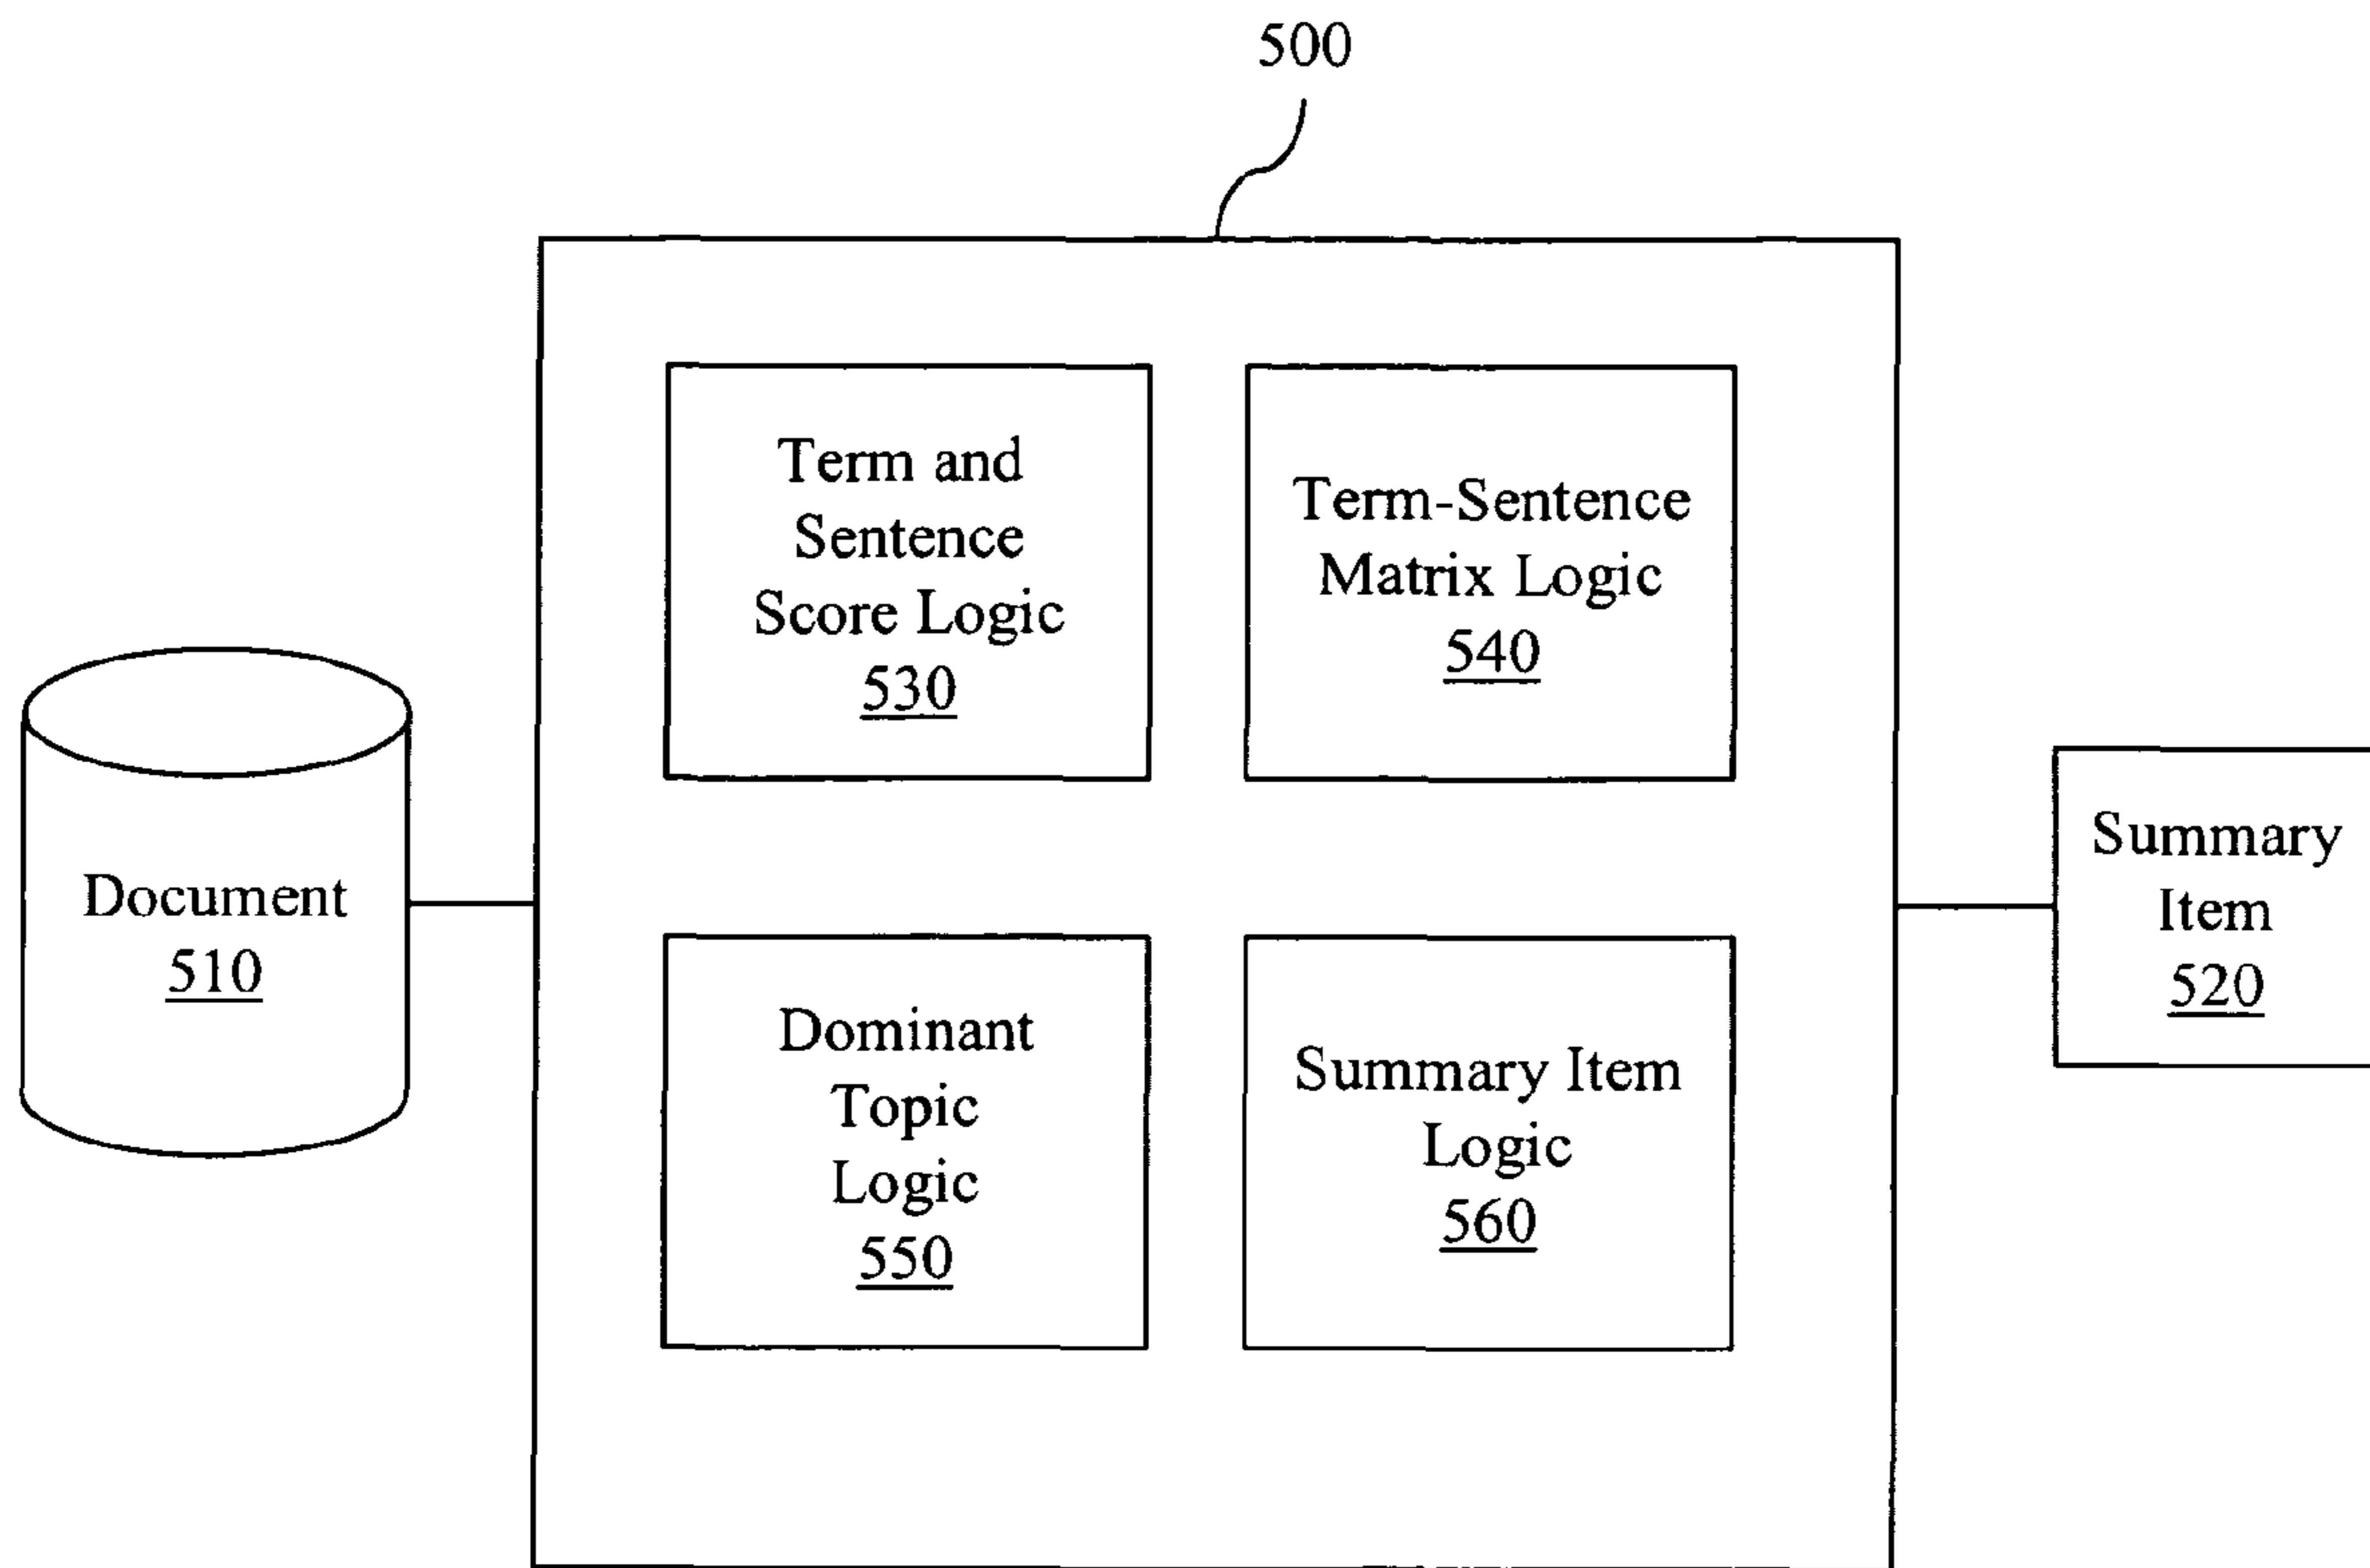 500
Term and
Sentence
Score Logic
530
Term-Sentence
Matrix Logic
540
Document
510
Dominant
Topic
Logic
550
Summary Item
Logic
560
Summary
Item
520